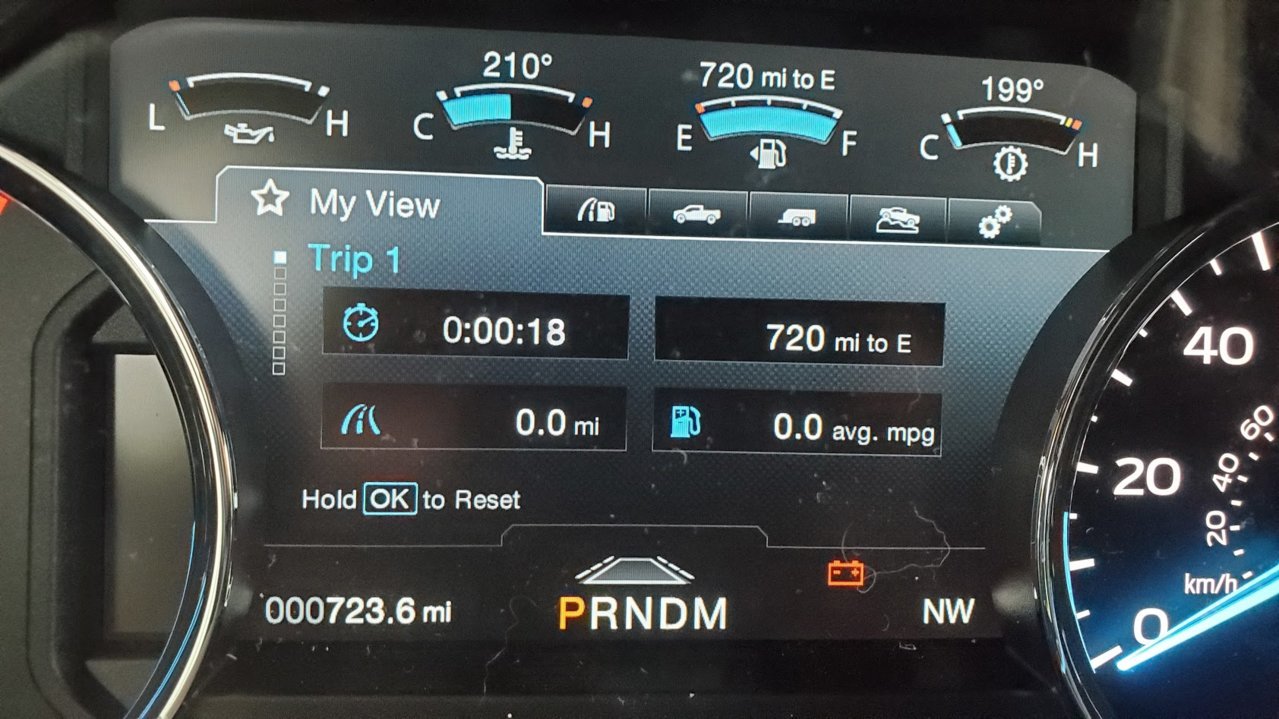 210°
720 mi to E
199°
L H
C H
E F
C H
My View
Trip 1
0:00:18
720 mi to E
0.0 mi
0.0 avg. mpg
Hold OK to Reset
000723.6 mi
PRNDM
NW
40
20
0
60
40
20
km/h